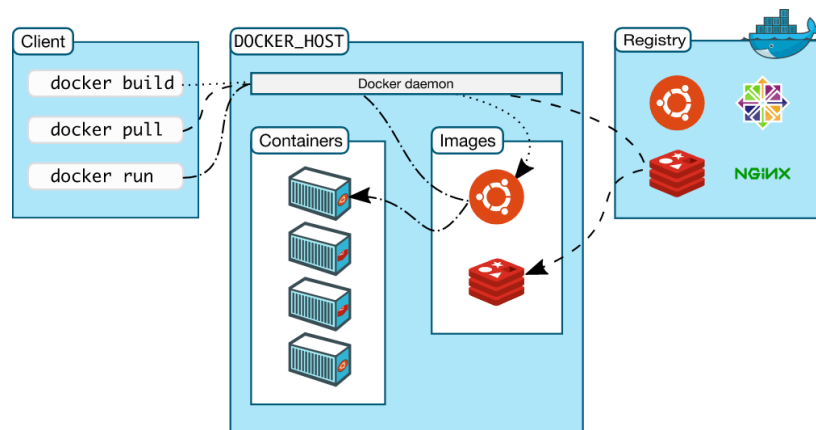 Client
docker build
docker pull
docker run
DOCKER_HOST
Docker daemon
Containers
Images
Registry
NGINX